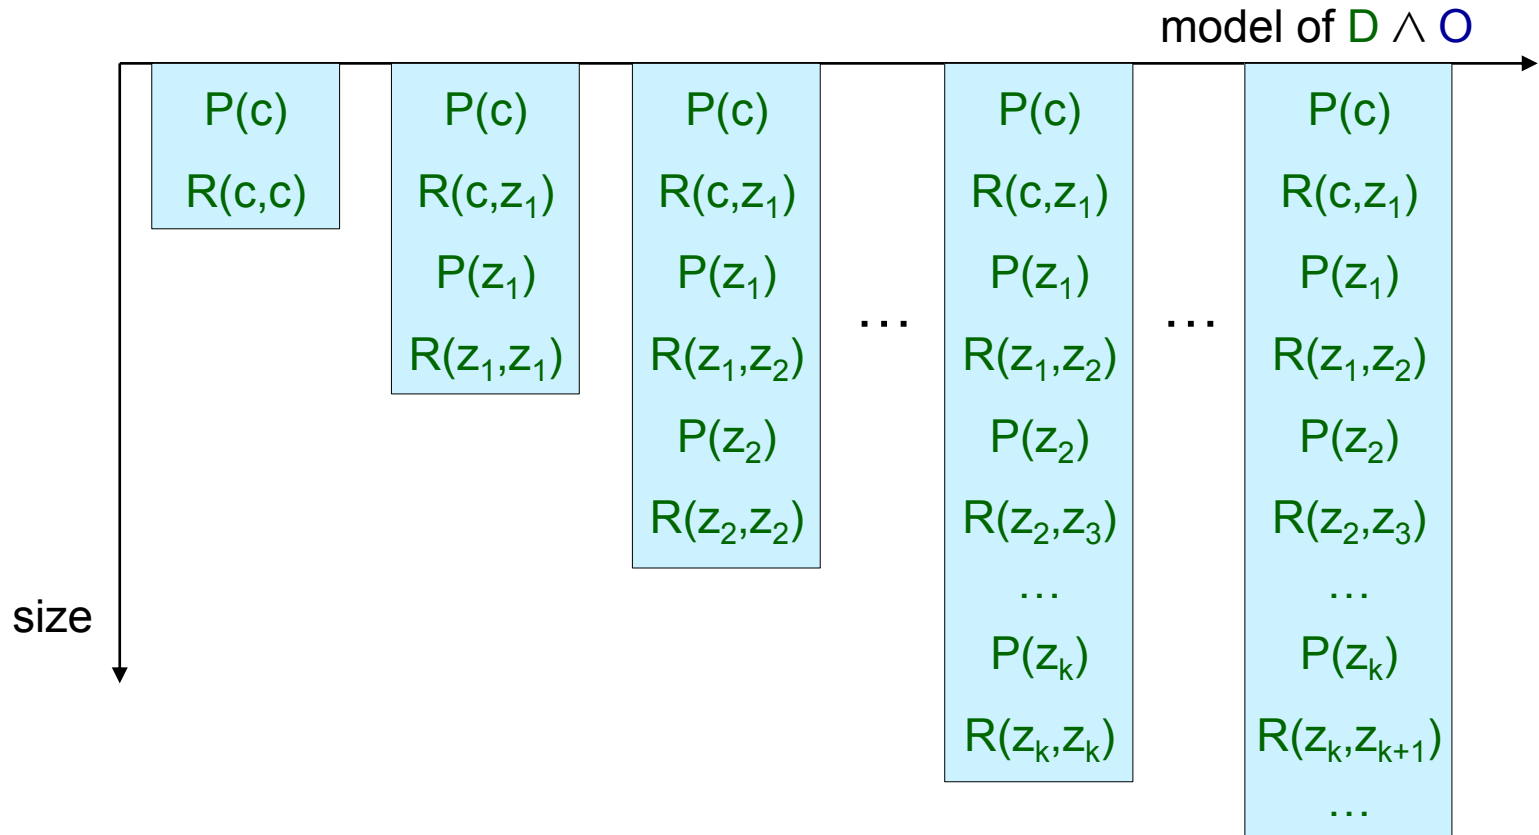 model of D ∧ O
size
P(c)
R(c,c)
P(c)
R(c,z₁)
P(z₁)
R(z₁,z₁)
P(c)
R(c,z₁)
P(z₁)
R(z₁,z₂)
P(z₂)
R(z₂,z₂)
…
P(c)
R(c,z₁)
P(z₁)
R(z₁,z₂)
P(z₂)
R(z₂,z₃)
…
P(zₖ)
R(zₖ,zₖ)
…
P(c)
R(c,z₁)
P(z₁)
R(z₁,z₂)
P(z₂)
R(z₂,z₃)
…
P(zₖ)
R(zₖ,zₖ₊₁)
…